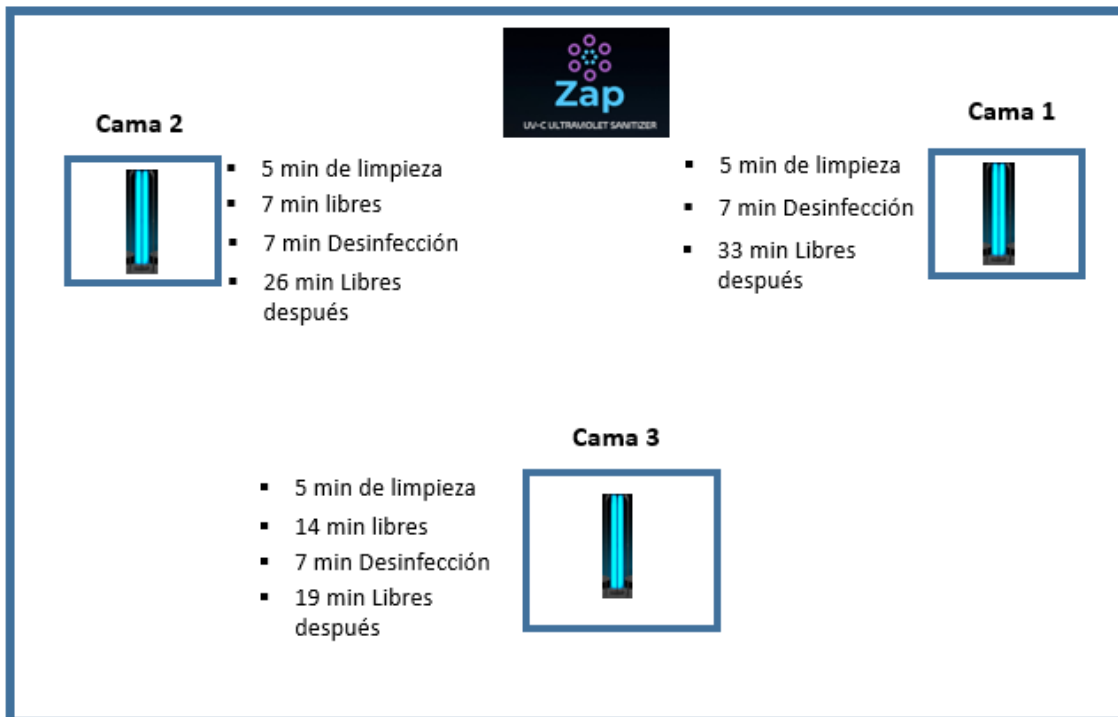 Zap
UV-C ULTRAVIOLET SANITIZER
Cama 2
▪ 5 min de limpieza
▪ 7 min libres
▪ 7 min Desinfección
▪ 26 min Libres
después
Cama 1
▪ 5 min de limpieza
▪ 7 min Desinfección
▪ 33 min Libres
después
Cama 3
▪ 5 min de limpieza
▪ 14 min libres
▪ 7 min Desinfección
▪ 19 min Libres
después